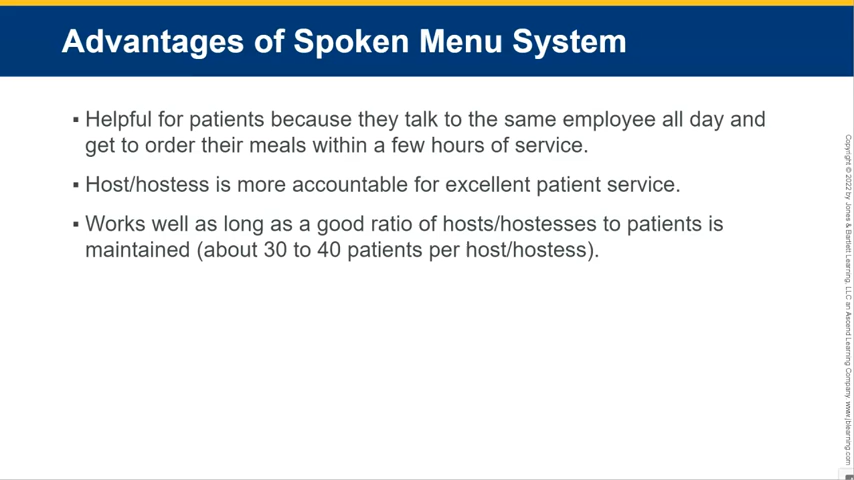 Advantages of Spoken Menu System
▪ Helpful for patients because they talk to the same employee all day and
get to order their meals within a few hours of service.
▪ Host/hostess is more accountable for excellent patient service.
▪ Works well as long as a good ratio of hosts/hostesses to patients is
maintained (about 30 to 40 patients per host/hostess).
Copyright © 2022 by Jones & Bartlett Learning, LLC an Ascend Learning Company. www.jblearning.com